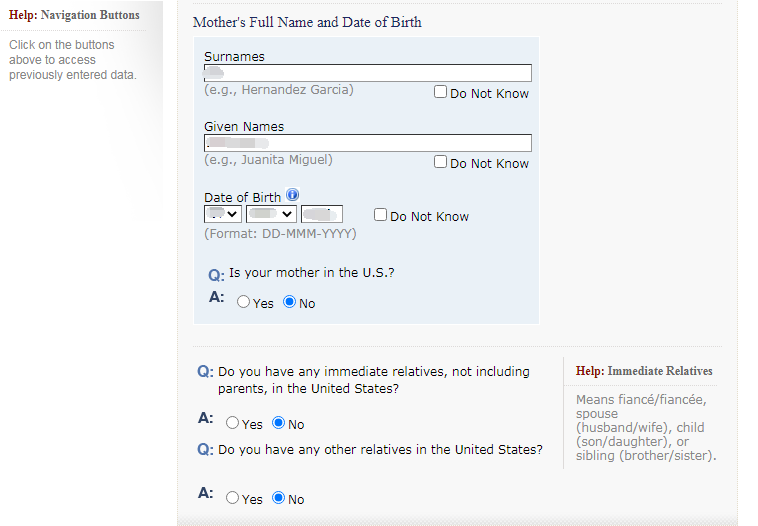 Help: Navigation Buttons
Click on the buttons
above to access
previously entered data.
Mother's Full Name and Date of Birth
Surnames
(e.g., Hernandez Garcia)
Do Not Know
Given Names
(e.g., Juanita Miguel)
Do Not Know
Date of Birth
Do Not Know
(Format: DD-MMM-YYYY)
Q: Is your mother in the U.S.?
A: Yes No
Q: Do you have any immediate relatives, not including
parents, in the United States?
A: Yes No
Q: Do you have any other relatives in the United States?
A: Yes No
Help: Immediate Relatives
Means fiancé/fiancée,
spouse
(husband/wife), child
(son/daughter), or
sibling (brother/sister).